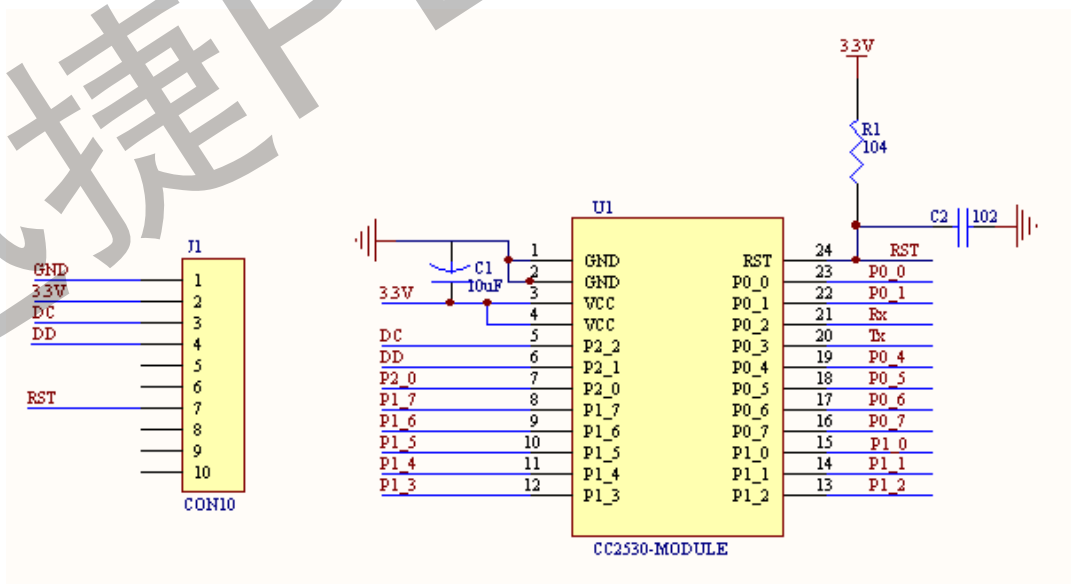 捷P
3.3V
R1
104
C2
102
J1
GND
3.3V
DC
DD
RST
1
2
3
4
5
6
7
8
9
10
CON10
U1
C1
10uF
3.3V
DC
DD
P2_0
P1_7
P1_6
P1_5
P1_4
P1_3
1 GND
2 GND
3 VCC
4 VCC
5 P2_2
6 P2_1
7 P2_0
8 P1_7
9 P1_6
10 P1_5
11 P1_4
12 P1_3
RST 24 RST
P0_0 23 P0_0
P0_1 22 P0_1
P0_2 21 Rx
P0_3 20 Tx
P0_4 19 P0_4
P0_5 18 P0_5
P0_6 17 P0_6
P0_7 16 P0_7
P1_0 15 P1_0
P1_1 14 P1_1
P1_2 13 P1_2
CC2530-MODULE